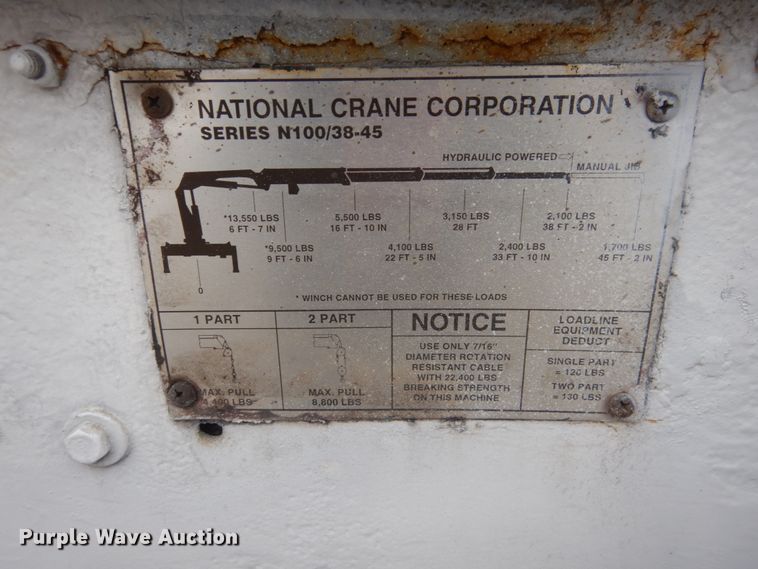 NATIONAL CRANE CORPORATION
SERIES N100/38-45
HYDRAULIC POWERED
MANUAL JIB
*13,550 LBS
6 FT - 7 IN
5,500 LBS
16 FT - 10 IN
3,150 LBS
28 FT
2,100 LBS
38 FT - 2 IN
*9,500 LBS
9 FT - 6 IN
4,100 LBS
22 FT - 5 IN
2,400 LBS
33 FT - 10 IN
1,700 LBS
45 FT - 2 IN
0
* WINCH CANNOT BE USED FOR THESE LOADS
1 PART
MAX. PULL
4,400 LBS
2 PART
MAX. PULL
8,800 LBS
NOTICE
USE ONLY 7/16"
DIAMETER ROTATION
RESISTANT CABLE
WITH 22,400 LBS
BREAKING STRENGTH
ON THIS MACHINE
LOADLINE
EQUIPMENT
DEDUCT
SINGLE PART
= 120 LBS
TWO PART
= 130 LBS
Purple Wave Auction